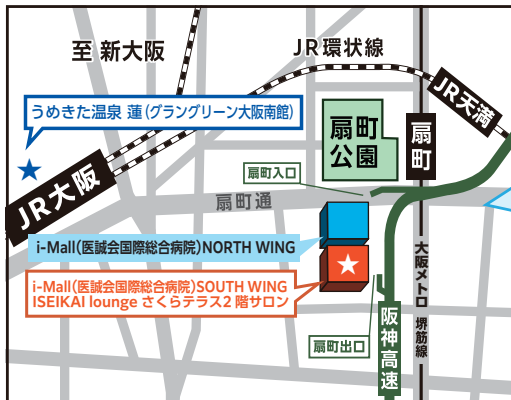 至 新大阪
JR環状線
うめきた温泉 蓮(グラングリーン大阪南館)
JR天満
扇町
公園
扇町
扇町入口
JR大阪
扇町通
i-Mall(医誠会国際総合病院)NORTH WING
i-Mall(医誠会国際総合病院)SOUTH WING
ISEIKAI lounge さくらテラス2階サロン
大阪メトロ 堺筋線
扇町出口
阪神高速